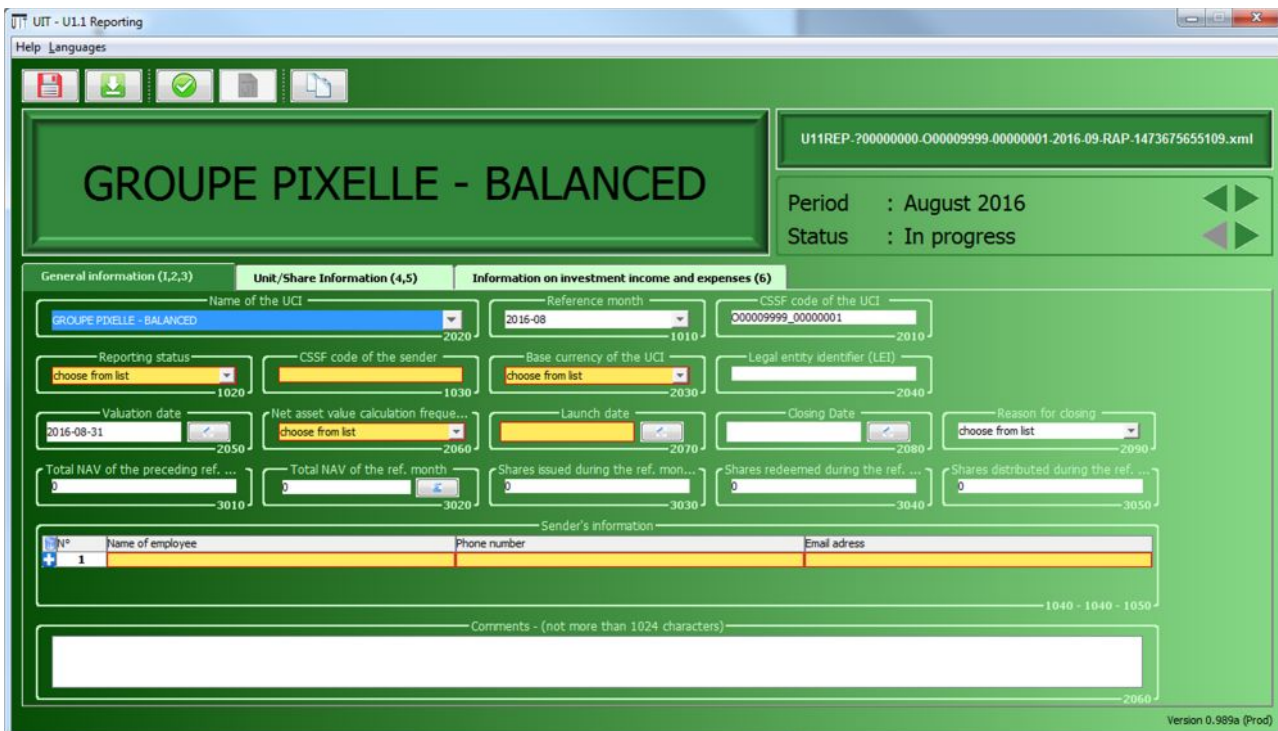 UIT - U1.1 Reporting
Help Languages
GROUPE PIXELLE - BALANCED
U11REP-?00000000-O00009999-00000001-2016-09-RAP-1473675655109.xml
Period : August 2016
Status : In progress
General information (1,2,3) Unit/Share Information (4,5) Information on investment income and expenses (6)
Name of the UCI Reference month CSSF code of the UCI
GROUPE PIXELLE - BALANCED 2016-08 O00009999_00000001
2020 1010 2010
Reporting status CSSF code of the sender Base currency of the UCI Legal entity identifier (LEI)
choose from list choose from list
1020 1030 2030 2040
Valuation date Net asset value calculation freque... Launch date Closing Date Reason for closing
2016-08-31 choose from list choose from list
2050 2060 2070 2080 2090
Total NAV of the preceding ref. ... Total NAV of the ref. month Shares issued during the ref. mon... Shares redeemed during the ref. ... Shares distributed during the ref. ...
0 0 0 0 0
3010 3020 3030 3040 3050
Sender's information
N° Name of employee Phone number Email adress
1
1040 - 1040 - 1050
Comments - (not more than 1024 characters)
2060
Version 0.989a (Prod)